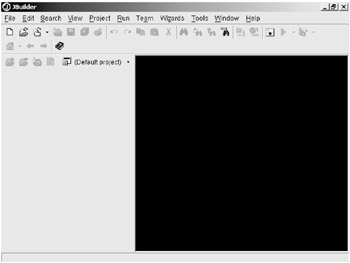 JBuilder
File Edit Search View Project Run Team Wizards Tools Window Help
(Default project)